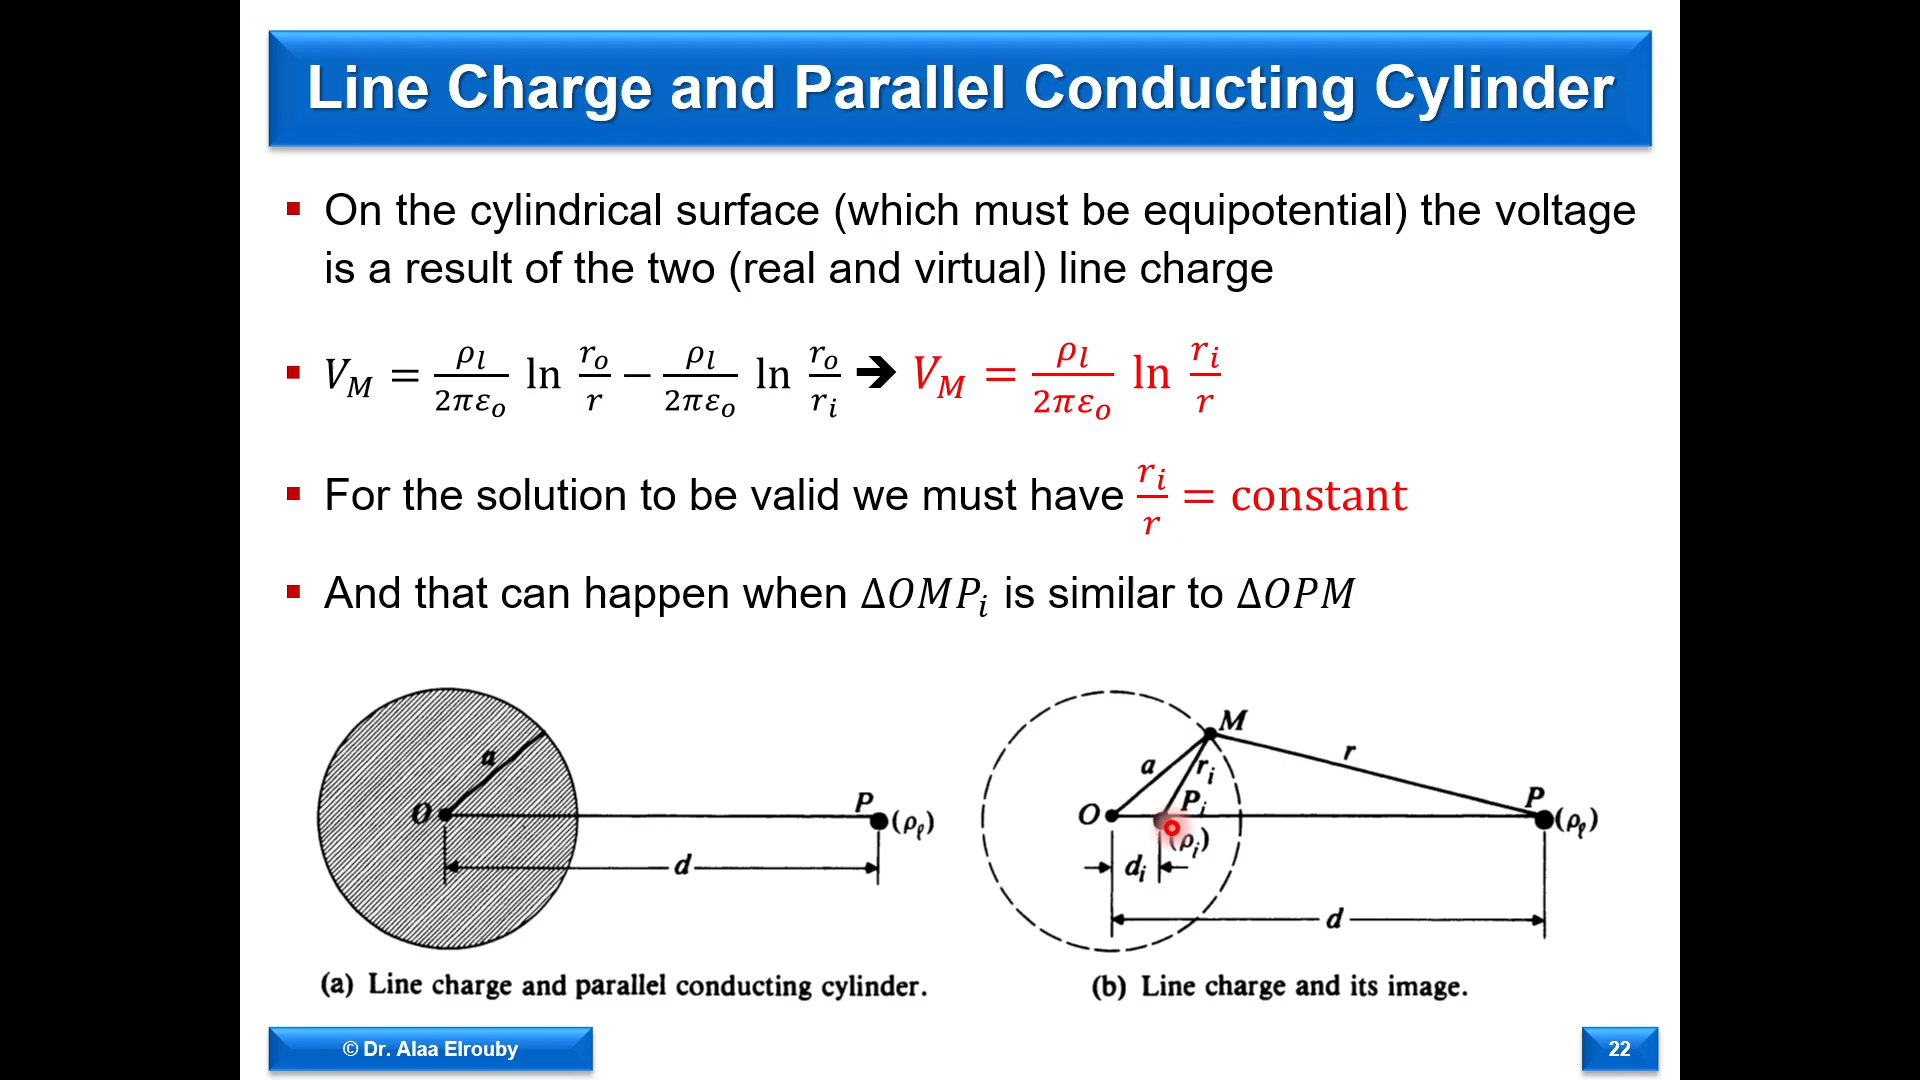 Line Charge and Parallel Conducting Cylinder
▪ On the cylindrical surface (which must be equipotential) the voltage
is a result of the two (real and virtual) line charge
▪ V_M = ρ_l/(2πε_o) ln r_o/r − ρ_l/(2πε_o) ln r_o/r_i ➔ V_M = ρ_l/(2πε_o) ln r_i/r
▪ For the solution to be valid we must have r_i/r = constant
▪ And that can happen when ΔOMP_i is similar to ΔOPM
a
O
P
(ρ_ℓ)
d
(a) Line charge and parallel conducting cylinder.
M
a
r_i
r
O
P_i
P
(ρ_ℓ)
(ρ_i)
d_i
d
(b) Line charge and its image.
© Dr. Alaa Elrouby
22